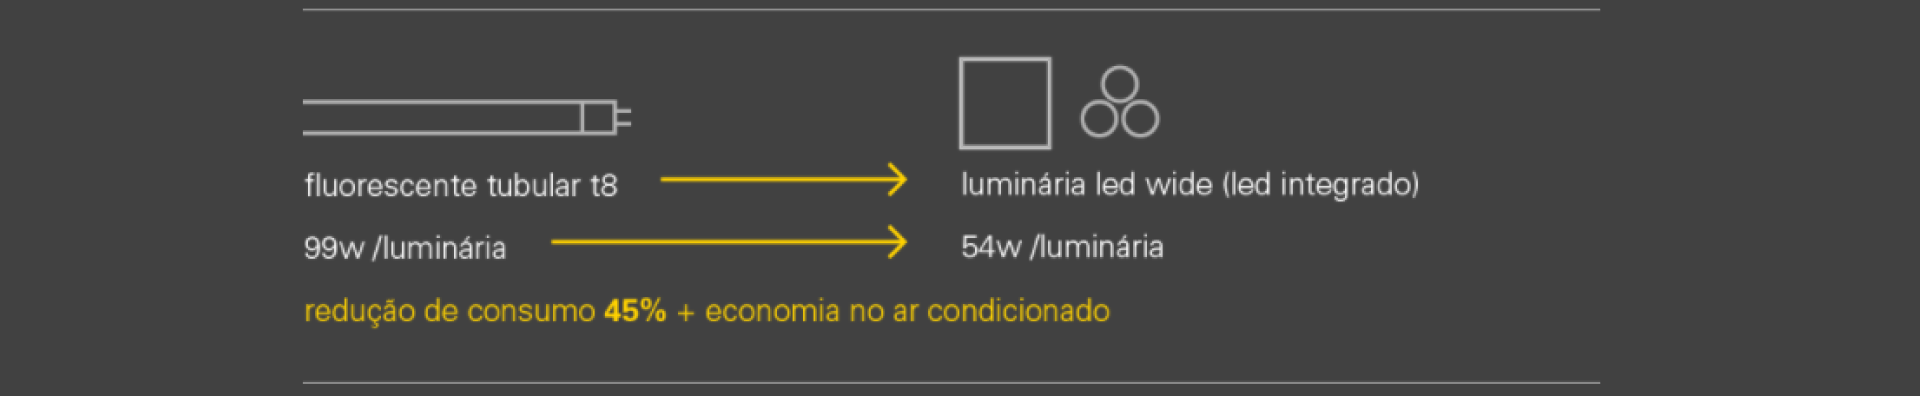 fluorescente tubular t8
luminária led wide (led integrado)
99w /luminária
54w /luminária
redução de consumo 45% + economia no ar condicionado